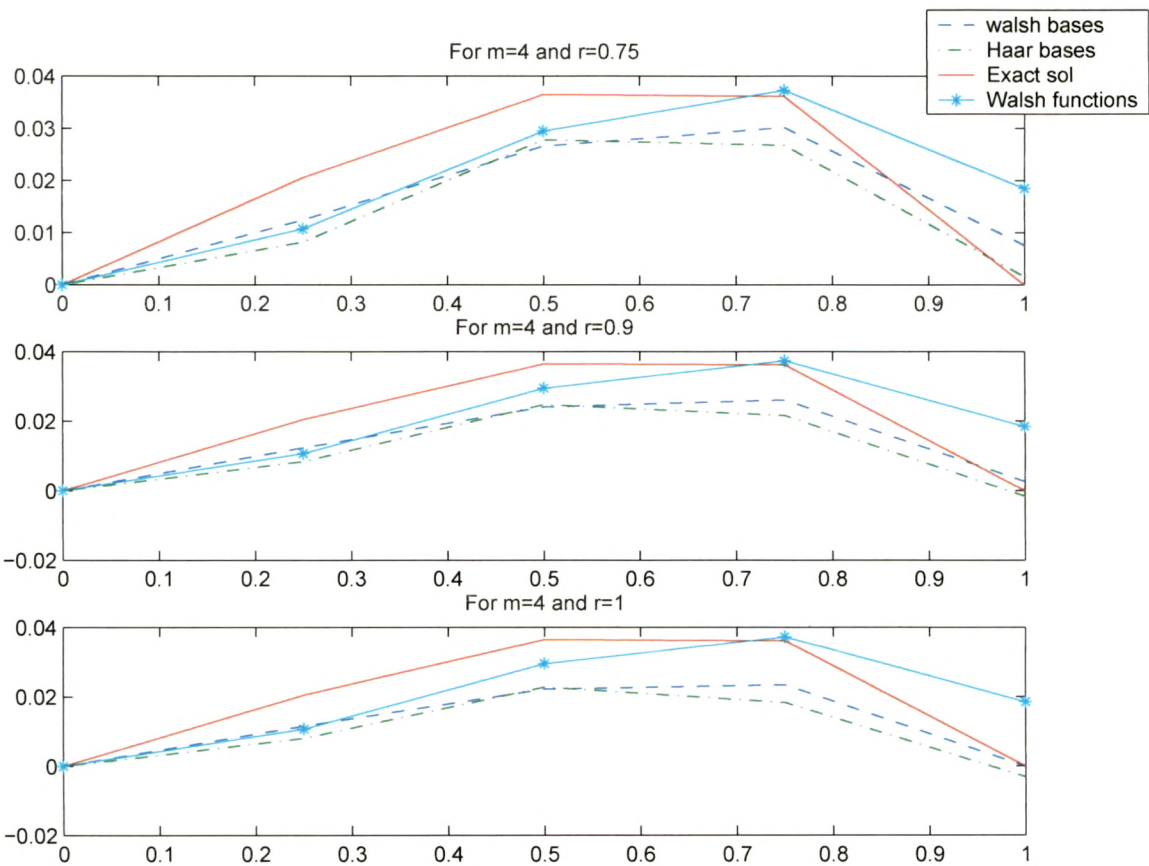 walsh bases
Haar bases
Exact sol
Walsh functions
For m=4 and r=0.75
0.04
0.03
0.02
0.01
0
0 0.1 0.2 0.3 0.4 0.5 0.6 0.7 0.8 0.9 1
For m=4 and r=0.9
0.04
0.02
0
−0.02
0 0.1 0.2 0.3 0.4 0.5 0.6 0.7 0.8 0.9 1
For m=4 and r=1
0.04
0.02
0
−0.02
0 0.1 0.2 0.3 0.4 0.5 0.6 0.7 0.8 0.9 1